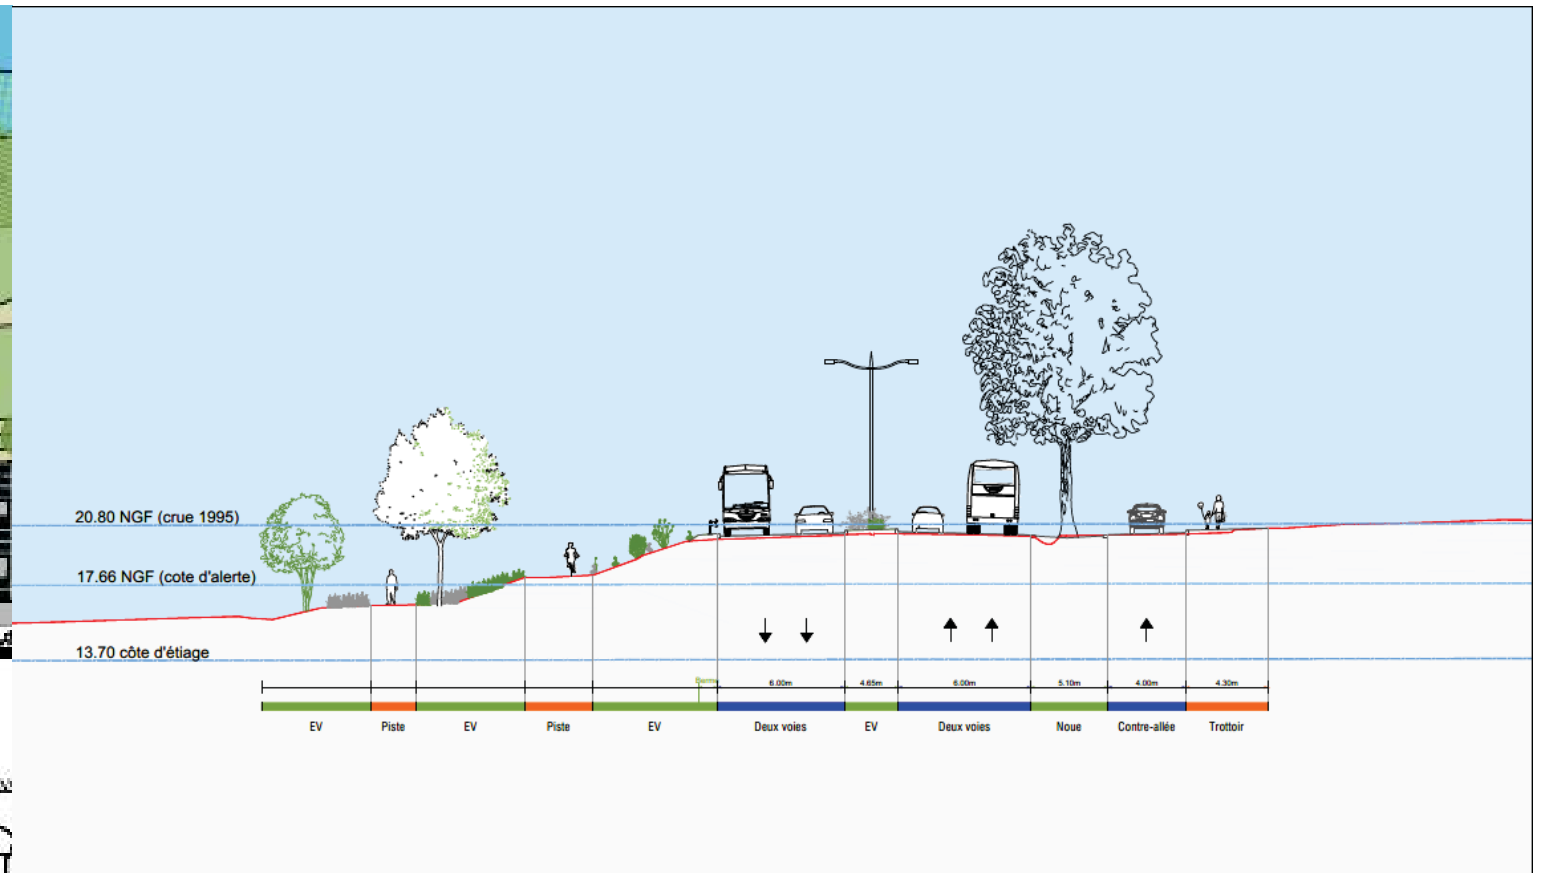 20.80 NGF (crue 1995)
17.66 NGF (cote d'alerte)
13.70 côte d'étiage
6.00m 4.65m 6.00m 5.10m 4.00m 4.30m
EV Piste EV Piste EV Deux voies EV Deux voies Noue Contre-allée Trottoir